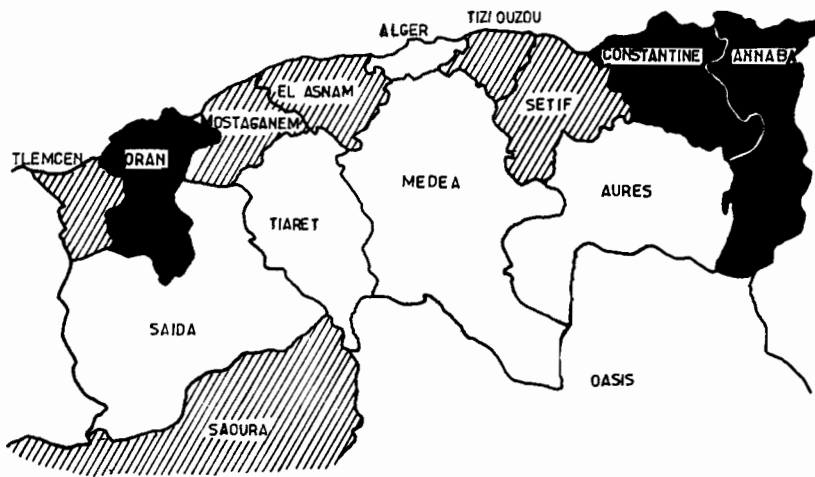 TIZI OUZOU
ALGER
CONSTANTINE
ANNABA
EL ASNAM
SETIF
MOSTAGANEM
TLEMCEN
ORAN
MEDEA
AURES
TIARET
SAIDA
OASIS
SAOURA